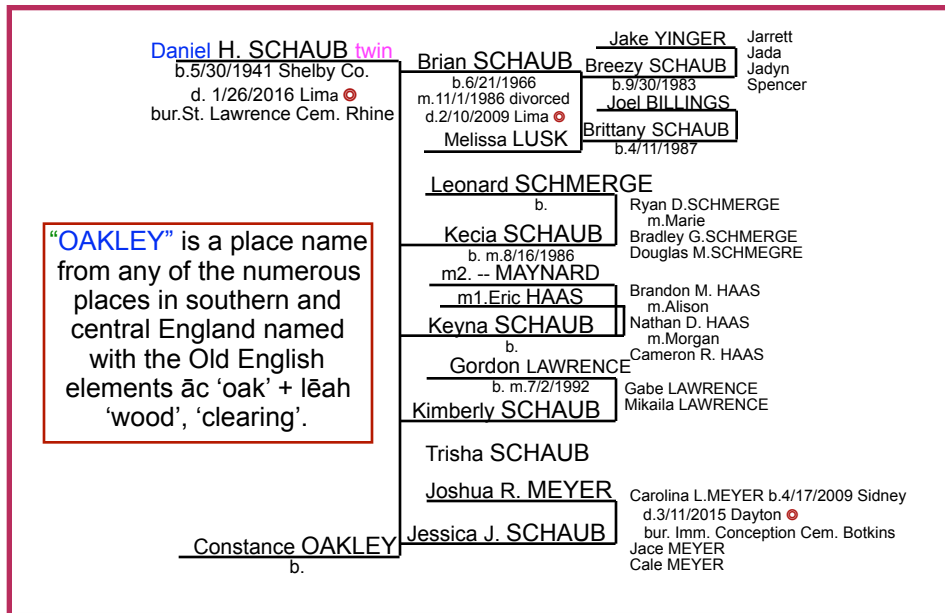 Daniel H. SCHAUB twin
b.5/30/1941 Shelby Co.
d. 1/26/2016 Lima
bur.St. Lawrence Cem. Rhine
Brian SCHAUB
b.6/21/1966
m.11/1/1986 divorced
d.2/10/2009 Lima
Melissa LUSK
Jake YINGER
Breezy SCHAUB
b.9/30/1983
Joel BILLINGS
Brittany SCHAUB
b.4/11/1987
Jarrett
Jada
Jadyn
Spencer
Leonard SCHMERGE
b.
Kecia SCHAUB
b. m.8/16/1986
Ryan D.SCHMERGE
m.Marie
Bradley G.SCHMERGE
Douglas M.SCHMEGRE
m2. -- MAYNARD
m1.Eric HAAS
Keyna SCHAUB
b.
Brandon M. HAAS
m.Alison
Nathan D. HAAS
m.Morgan
Cameron R. HAAS
Gordon LAWRENCE
b. m.7/2/1992
Kimberly SCHAUB
Gabe LAWRENCE
Mikaila LAWRENCE
Trisha SCHAUB
Joshua R. MEYER
Jessica J. SCHAUB
Carolina L.MEYER b.4/17/2009 Sidney
d.3/11/2015 Dayton
bur. Imm. Conception Cem. Botkins
Jace MEYER
Cale MEYER
Constance OAKLEY
b.
“OAKLEY” is a place name
from any of the numerous
places in southern and
central England named
with the Old English
elements āc ‘oak’ + lēah
‘wood’, ‘clearing’.